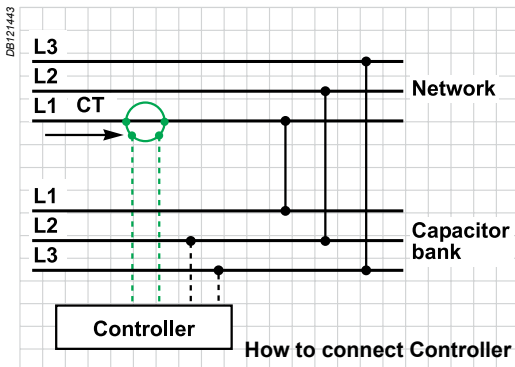 DB121443
L3
L2
Network
L1 CT
L1
L2
Capacitor
bank
L3
Controller
How to connect Controller